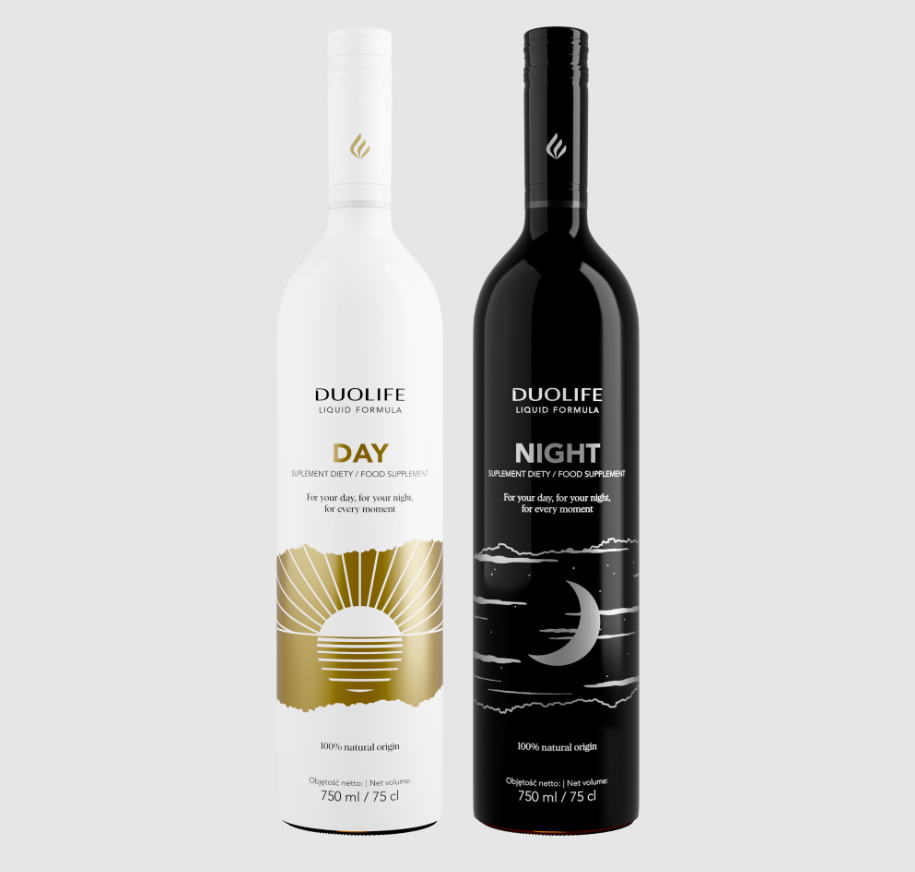 DUOLIFE
LIQUID FORMULA
DAY
SUPLEMENT DIETY / FOOD SUPPLEMENT
For your day, for your night,
for every moment
100% natural origin
Objętość netto: | Net volume:
750 ml / 75 cl
DUOLIFE
LIQUID FORMULA
NIGHT
SUPLEMENT DIETY / FOOD SUPPLEMENT
For your day, for your night,
for every moment
100% natural origin
Objętość netto: | Net volume:
750 ml / 75 cl